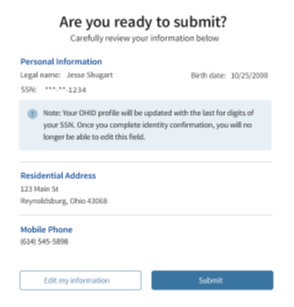 Are you ready to submit?
Carefully review your information below
Personal Information
Legal name: Jesse Shugart
Birth date: 10/25/2000
SSN: ***-**-1234
Note: Your OHID profile will be updated with the last for digits of
your SSN. Once you complete identity confirmation, you will no
longer be able to edit this field.
Residential Address
123 Main St
Reynoldsburg, Ohio 43068
Mobile Phone
(614) 545-5898
Edit my information
Submit